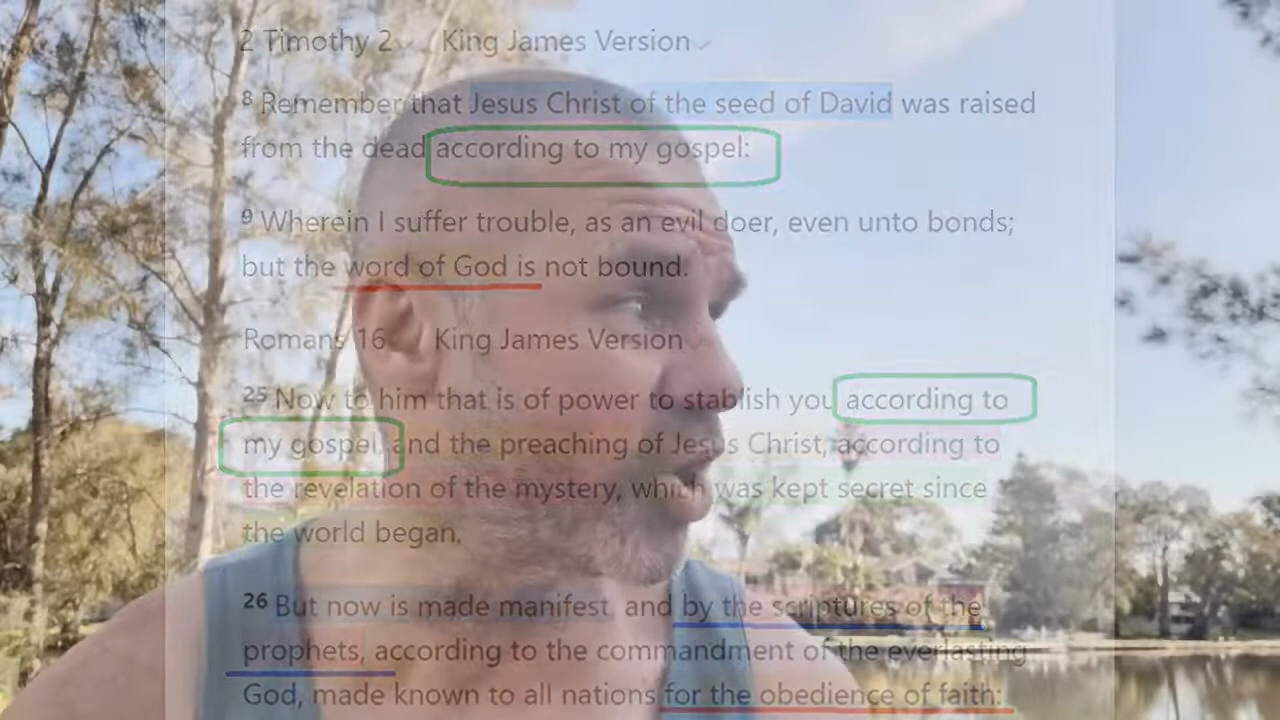 2 Timothy 2 King James Version
8 Remember that Jesus Christ of the seed of David was raised
from the dead according to my gospel:
9 Wherein I suffer trouble, as an evil doer, even unto bonds;
but the word of God is not bound.
Romans 16 King James Version
25 Now to him that is of power to stablish you according to
my gospel, and the preaching of Jesus Christ, according to
the revelation of the mystery, which was kept secret since
the world began.
26 But now is made manifest, and by the scriptures of the
prophets, according to the commandment of the everlasting
God, made known to all nations for the obedience of faith: